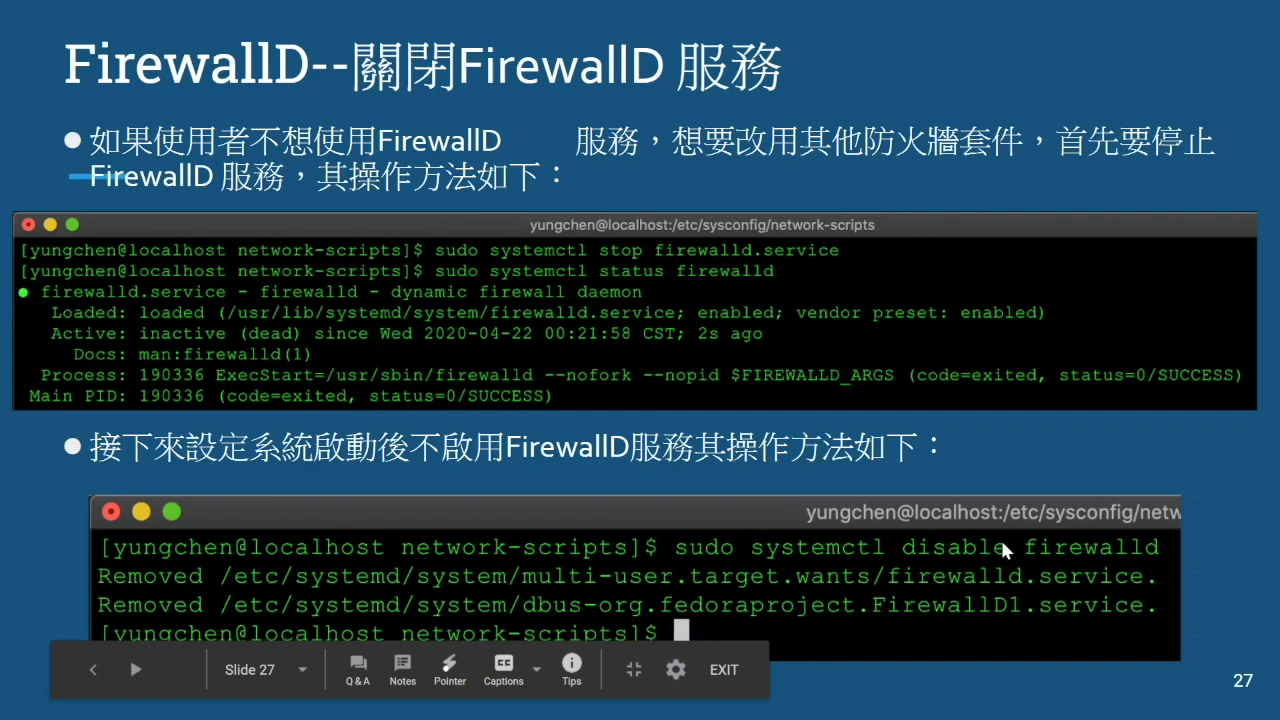 FirewallD--關閉FirewallD 服務
如果使用者不想使用FirewallD 服務，想要改用其他防火牆套件，首先要停止
FirewallD 服務，其操作方法如下：
yungchen@localhost:/etc/sysconfig/network-scripts
[yungchen@localhost network-scripts]$ sudo systemctl stop firewalld.service
[yungchen@localhost network-scripts]$ sudo systemctl status firewalld
● firewalld.service - firewalld - dynamic firewall daemon
Loaded: loaded (/usr/lib/systemd/system/firewalld.service; enabled; vendor preset: enabled)
Active: inactive (dead) since Wed 2020-04-22 00:21:58 CST; 2s ago
Docs: man:firewalld(1)
Process: 190336 ExecStart=/usr/sbin/firewalld --nofork --nopid $FIREWALLD_ARGS (code=exited, status=0/SUCCESS)
Main PID: 190336 (code=exited, status=0/SUCCESS)
接下來設定系統啟動後不啟用FirewallD服務其操作方法如下：
yungchen@localhost:/etc/sysconfig/netw
[yungchen@localhost network-scripts]$ sudo systemctl disable firewalld
Removed /etc/systemd/system/multi-user.target.wants/firewalld.service.
Removed /etc/systemd/system/dbus-org.fedoraproject.FirewallD1.service.
[yungchen@localhost network-scripts]$
Slide 27
Q & A
Notes
Pointer
CC
Captions
Tips
EXIT
27